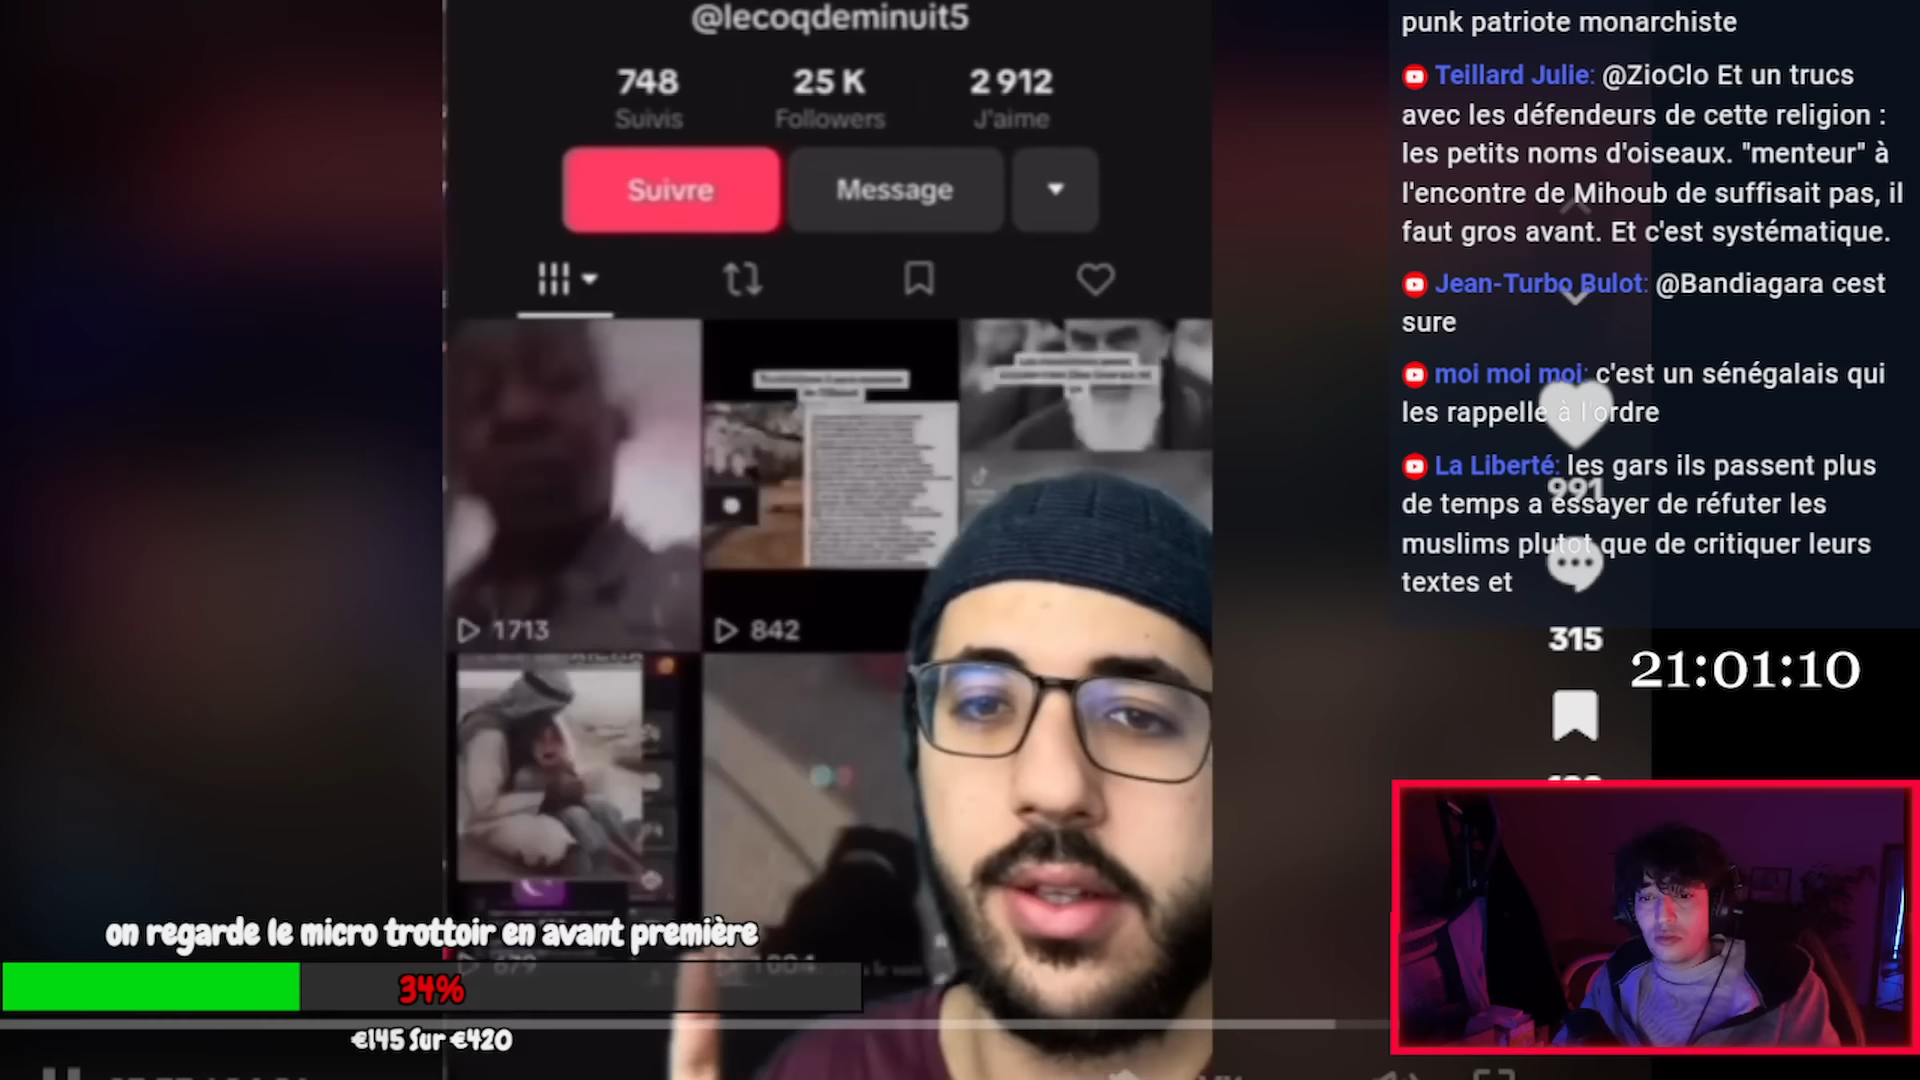 @lecoqdeminuit5
748
25 K
2 912
Suivis
Followers
J'aime
Suivre
Message
1713
842
on regarde le micro trottoir en avant première
34%
€145 sur €420
punk patriote monarchiste
Teillard Julie: @ZioClo Et un trucs
avec les défendeurs de cette religion :
les petits noms d'oiseaux. "menteur" à
l'encontre de Mihoub de suffisait pas, il
faut gros avant. Et c'est systématique.
Jean-Turbo Bulot: @Bandiagara cest
sure
moi moi moi: c'est un sénégalais qui
les rappelle à l'ordre
La Liberté: les gars ils passent plus
de temps a essayer de réfuter les
muslims plutot que de critiquer leurs
textes et
991
315
21:01:10